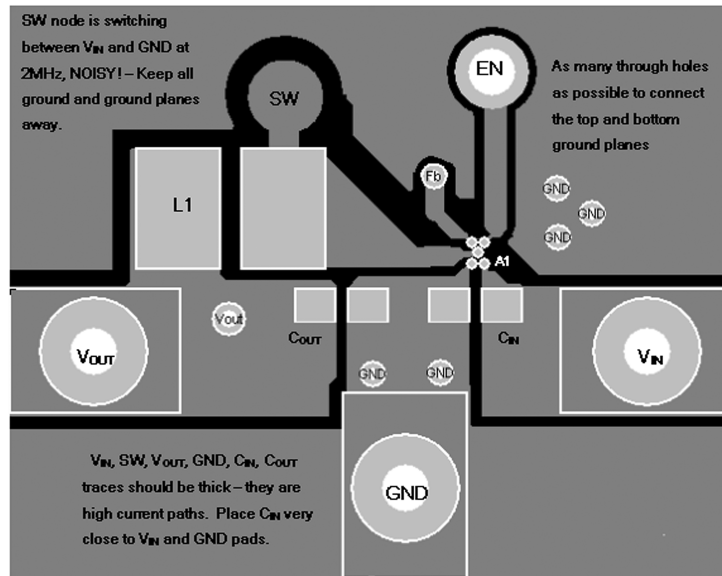 SW node is switching
between VIN and GND at
2MHz, NOISY! – Keep all
ground and ground planes
away.
SW
EN
As many through holes
as possible to connect
the top and bottom
ground planes
Fb
GND
GND
GND
L1
A1
Vout
COUT
CIN
VOUT
VIN
GND
GND
GND
VIN, SW, VOUT, GND, CIN, COUT
traces should be thick – they are
high current paths. Place CIN very
close to VIN and GND pads.